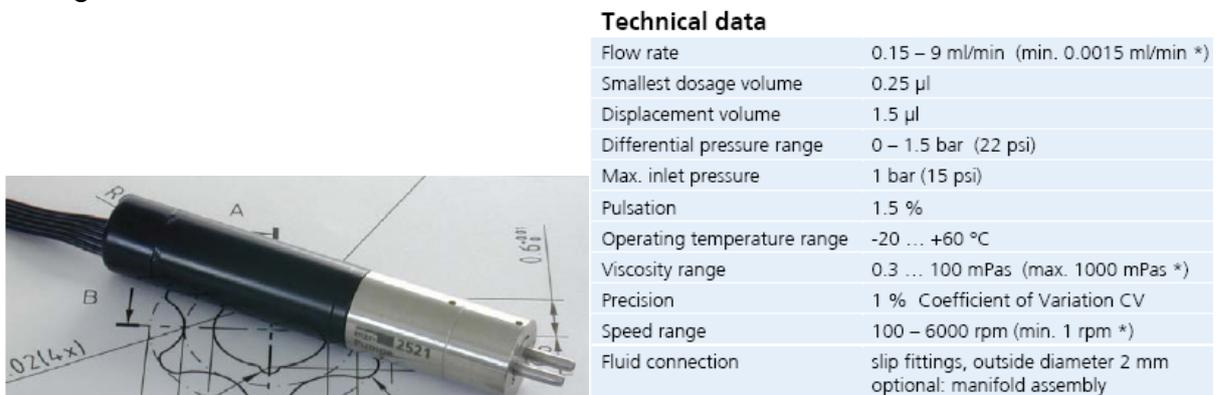 Technical data
Flow rate 0.15 – 9 ml/min (min. 0.0015 ml/min *)
Smallest dosage volume 0.25 µl
Displacement volume 1.5 µl
Differential pressure range 0 – 1.5 bar (22 psi)
Max. inlet pressure 1 bar (15 psi)
Pulsation 1.5 %
Operating temperature range -20 ... +60 °C
Viscosity range 0.3 ... 100 mPas (max. 1000 mPas *)
Precision 1 % Coefficient of Variation CV
Speed range 100 – 6000 rpm (min. 1 rpm *)
Fluid connection slip fittings, outside diameter 2 mm
optional: manifold assembly
R
A
B
02(4x)
2521